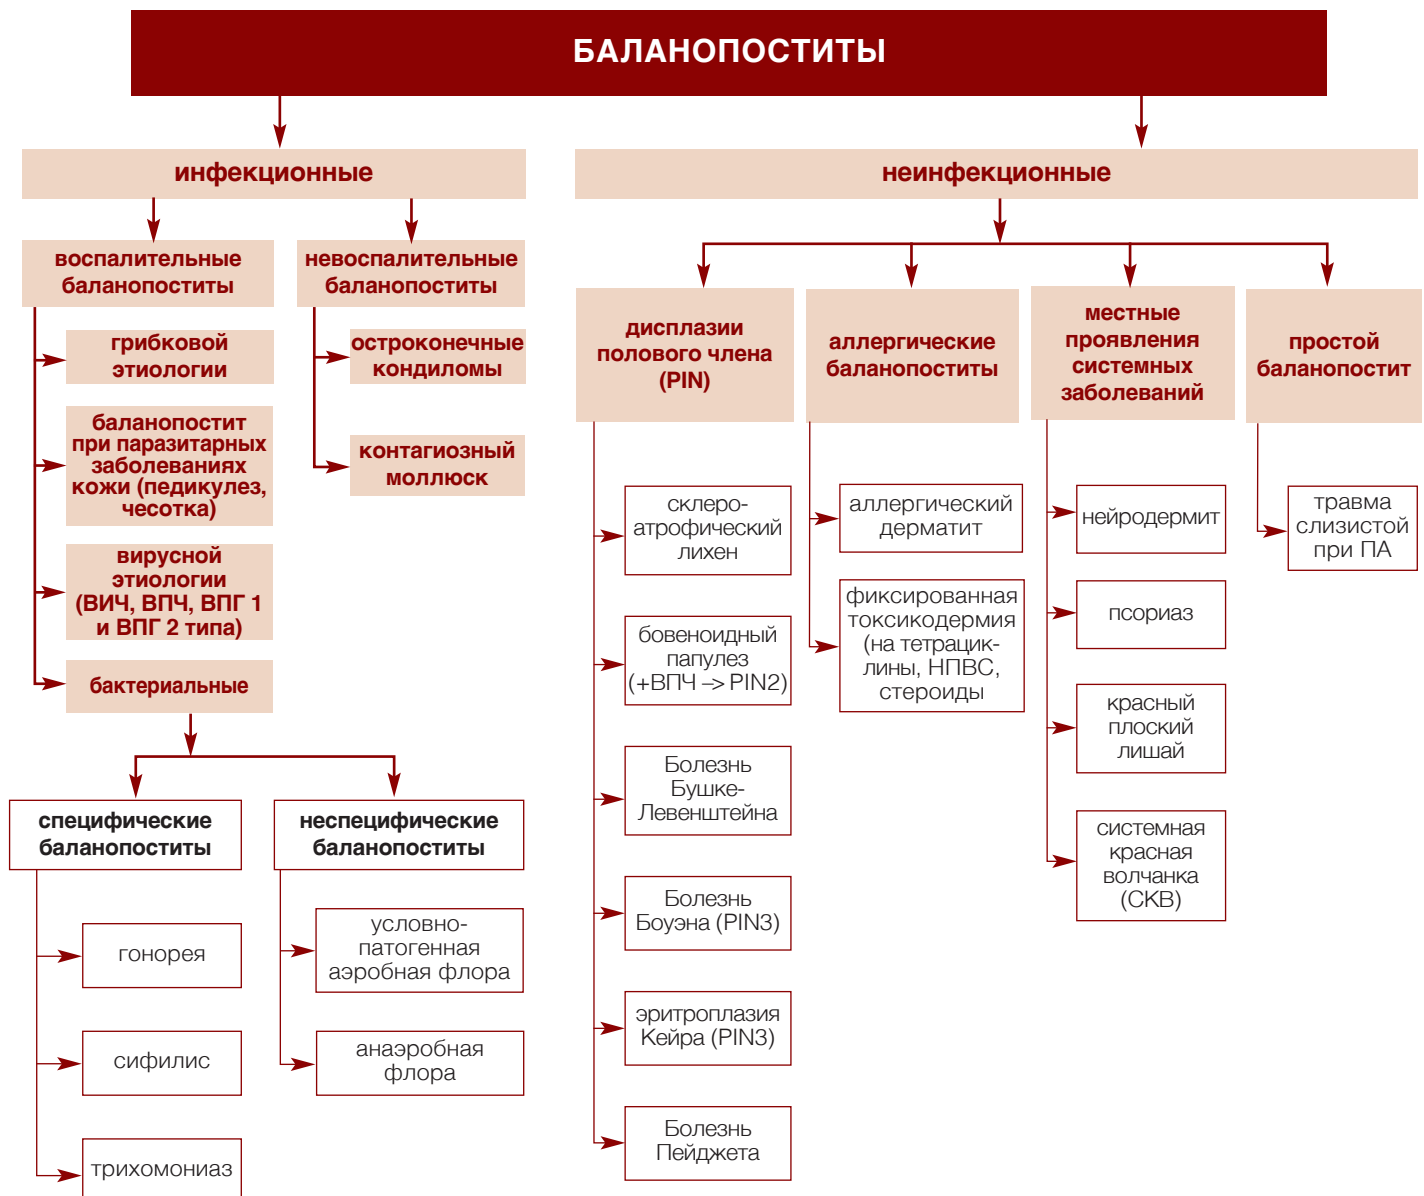 БАЛАНОПОСТИТЫ
инфекционные
воспалительные
баланопоститы
грибковой
этиологии
баланопостит
при паразитарных
заболеваниях
кожи (педикулез,
чесотка)
вирусной
этиологии
(ВИЧ, ВПЧ, ВПГ 1
и ВПГ 2 типа)
бактериальные
специфические
баланопоститы
гонорея
сифилис
трихомониаз
неспецифические
баланопоститы
условно-
патогенная
аэробная флора
анаэробная
флора
невоспалительные
баланопоститы
остроконечные
кондиломы
контагиозный
моллюск
неинфекционные
дисплазии
полового члена
(PIN)
склеро-
атрофический
лихен
бовеноидный
папулез
(+ВПЧ –> PIN2)
Болезнь
Бушке-
Левенштейна
Болезнь
Боуэна (PIN3)
эритроплазия
Кейра (PIN3)
Болезнь
Пейджета
аллергические
баланопоститы
аллергический
дерматит
фиксированная
токсикодермия
(на тетрацик-
лины, НПВС,
стероиды
местные
проявления
системных
заболеваний
нейродермит
псориаз
красный
плоский
лишай
системная
красная
волчанка
(СКВ)
простой
баланопостит
травма
слизистой
при ПА